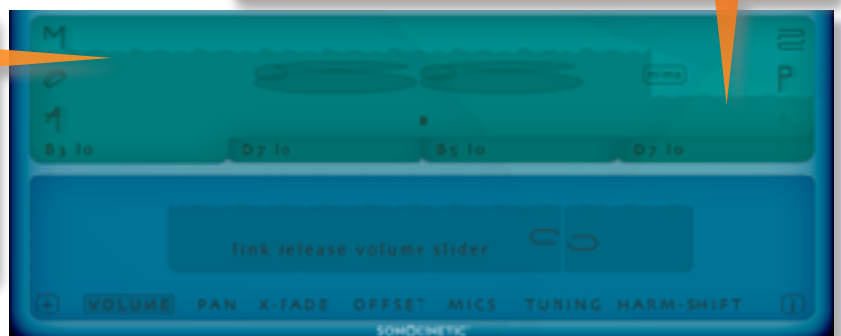 M
P
mims
A
B3 lo D7 lo B5 lo D7 lo
link release volume slider
+ VOLUME PAN X-FADE OFFSET MICS TUNING HARM-SHIFT i
SONOKINETIC